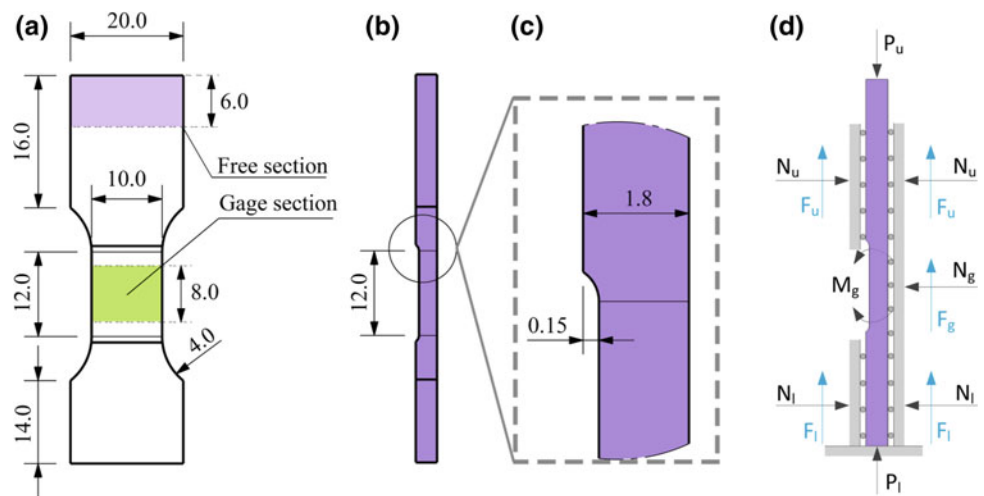 (a)
20.0
16.0
6.0
Free section
10.0
Gage section
12.0
8.0
4.0
14.0
(b)
12.0
(c)
1.8
0.15
(d)
Pu
Nu
Nu
Fu
Fu
Mg
Ng
Fg
Nl
Nl
Fl
Fl
Pl